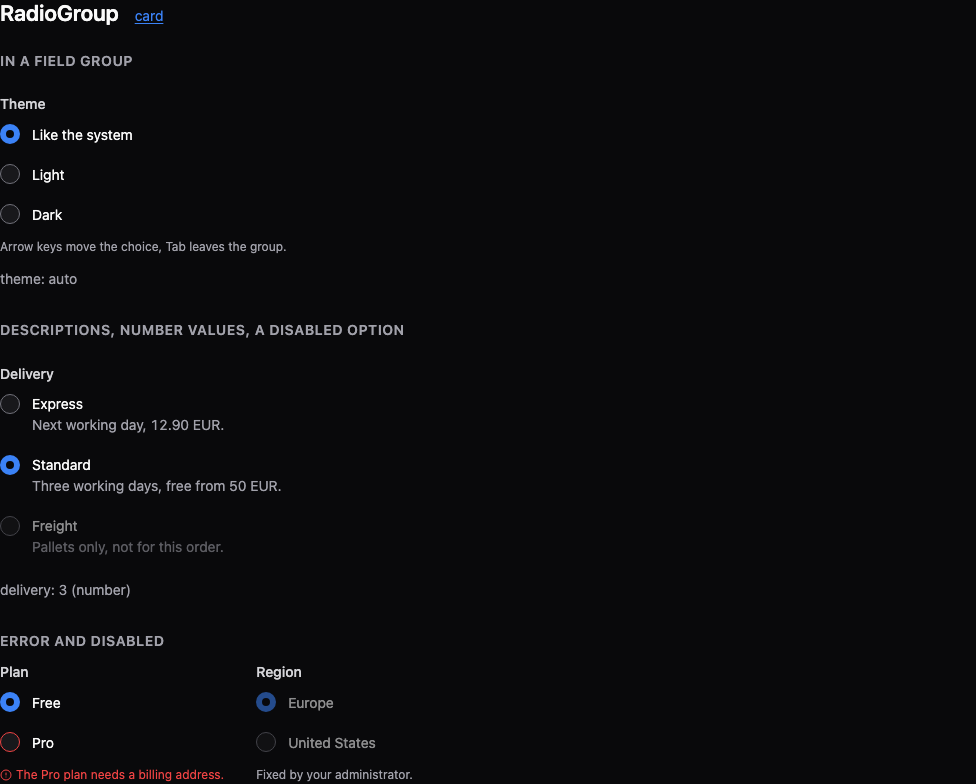 RadioGroup card
IN A FIELD GROUP
Theme
Like the system
Light
Dark
Arrow keys move the choice, Tab leaves the group.
theme: auto
DESCRIPTIONS, NUMBER VALUES, A DISABLED OPTION
Delivery
Express
Next working day, 12.90 EUR.
Standard
Three working days, free from 50 EUR.
Freight
Pallets only, not for this order.
delivery: 3 (number)
ERROR AND DISABLED
Plan
Free
Pro
The Pro plan needs a billing address.
Region
Europe
United States
Fixed by your administrator.